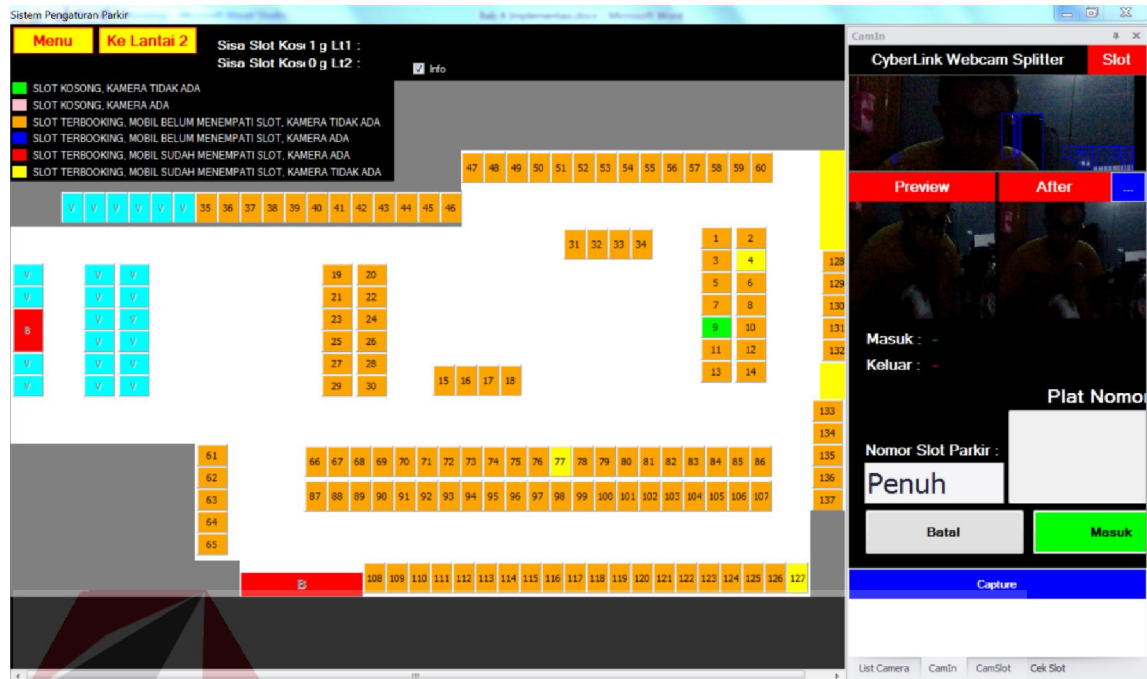 Sistem Pengaturan Parkir
Menu
Ke Lantai 2
Sisa Slot Kosi 1 g Lt1 :
Sisa Slot Kosi 0 g Lt2 :
Info
SLOT KOSONG, KAMERA TIDAK ADA
SLOT KOSONG, KAMERA ADA
SLOT TERBOOKING, MOBIL BELUM MENEMPATI SLOT, KAMERA TIDAK ADA
SLOT TERBOOKING, MOBIL BELUM MENEMPATI SLOT, KAMERA ADA
SLOT TERBOOKING, MOBIL SUDAH MENEMPATI SLOT, KAMERA ADA
SLOT TERBOOKING, MOBIL SUDAH MENEMPATI SLOT, KAMERA TIDAK ADA
47 48 49 50 51 52 53 54 55 56 57 58 59 60
V V V V V V 35 36 37 38 39 40 41 42 43 44 45 46
31 32 33 34
1 2
3 4
5 6
7 8
9 10
11 12
13 14
128
129
130
131
132
V V V
V V V
B V V
V V
V V V
V V V
19 20
21 22
23 24
25 26
27 28
29 30
15 16 17 18
133
134
135
136
137
61
62
63
64
65
66 67 68 69 70 71 72 73 74 75 76 77 78 79 80 81 82 83 84 85 86
87 88 89 90 91 92 93 94 95 96 97 98 99 100 101 102 103 104 105 106 107
B
108 109 110 111 112 113 114 115 116 117 118 119 120 121 122 123 124 125 126 127
CamIn
CyberLink Webcam Splitter
Slot
Preview
After
...
Masuk : -
Keluar : -
Plat Nomor
Nomor Slot Parkir :
Penuh
Batal
Masuk
Capture
List Camera CamIn CamSlot Cek Slot